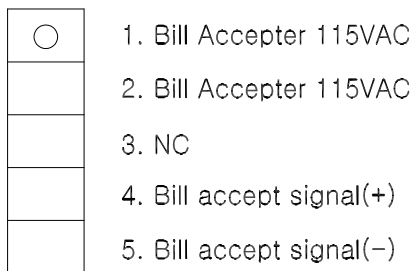 1. Bill Accepter 115VAC
2. Bill Accepter 115VAC
3. NC
4. Bill accept signal(+)
5. Bill accept signal(-)